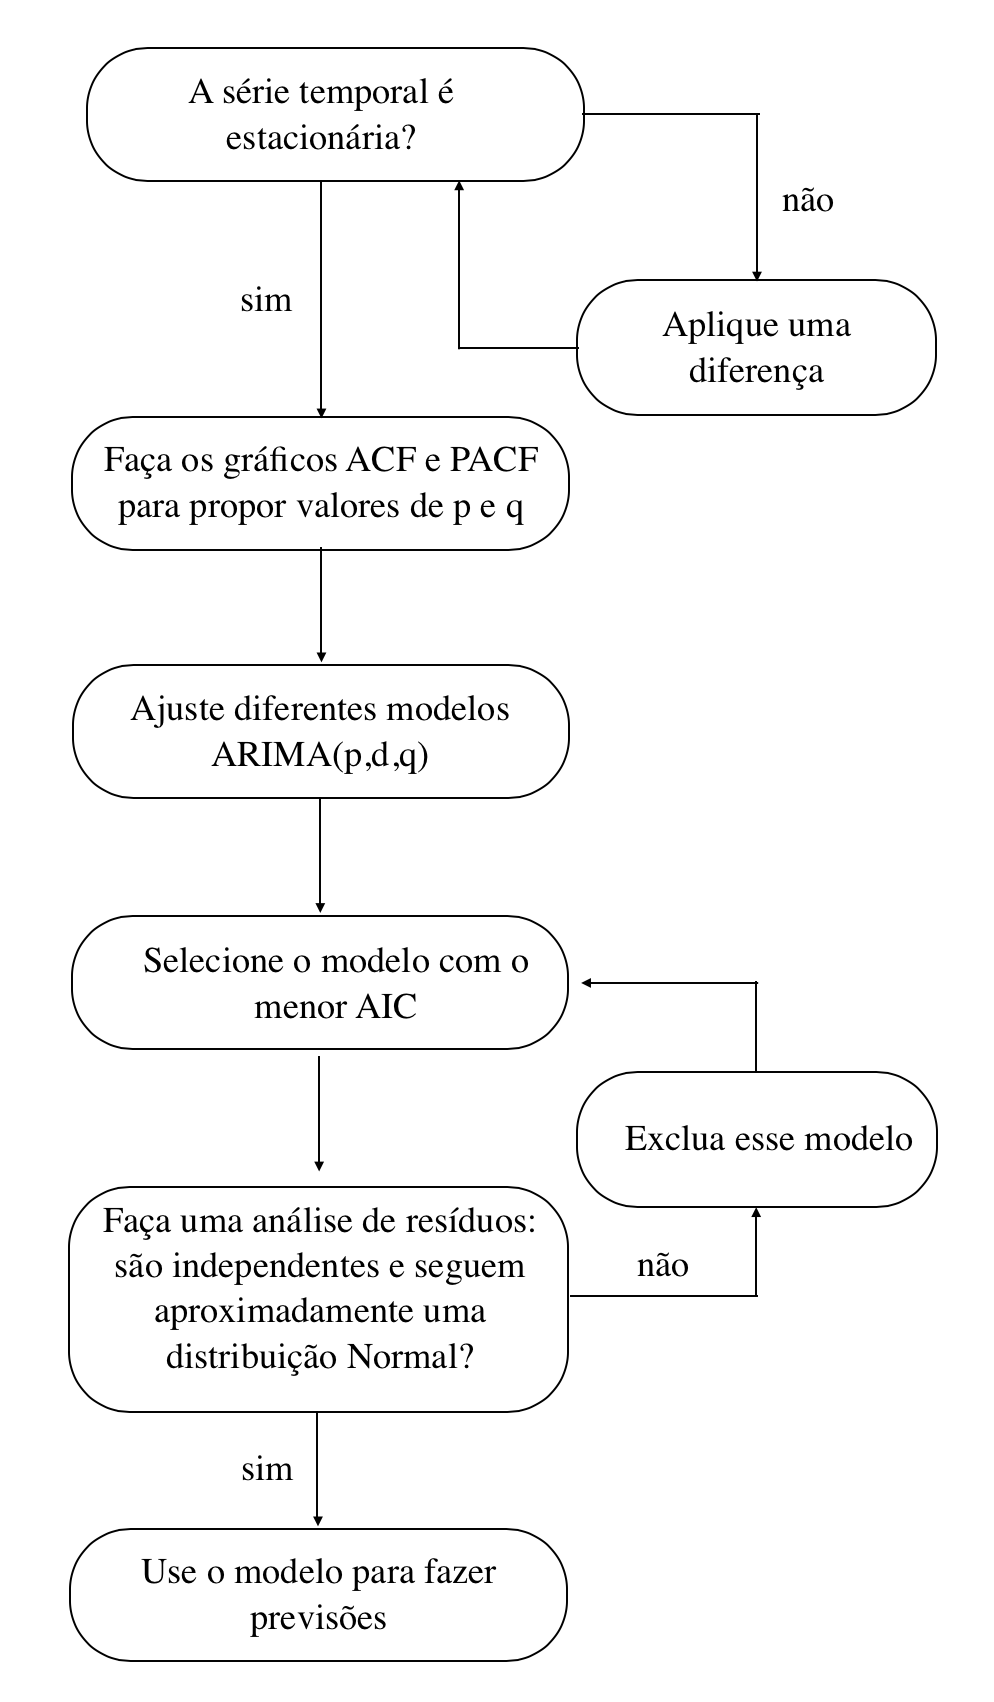 A série temporal é
estacionária?
não
sim
Aplique uma
diferença
Faça os gráficos ACF e PACF
para propor valores de p e q
Ajuste diferentes modelos
ARIMA(p,d,q)
Selecione o modelo com o
menor AIC
Exclua esse modelo
Faça uma análise de resíduos:
são independentes e seguem
aproximadamente uma
distribuição Normal?
não
sim
Use o modelo para fazer
previsões